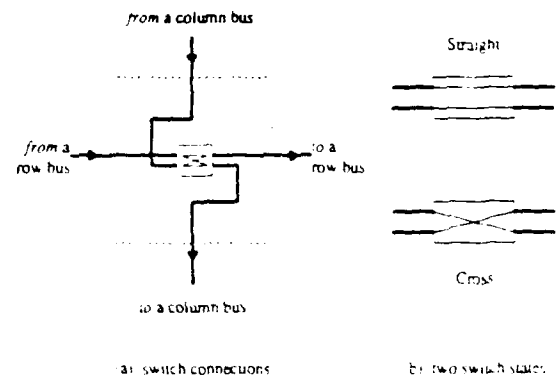 from a column bus
Straight
from a
row bus
to a
row bus
Cross
to a column bus
(a) switch connections
b) two switch states